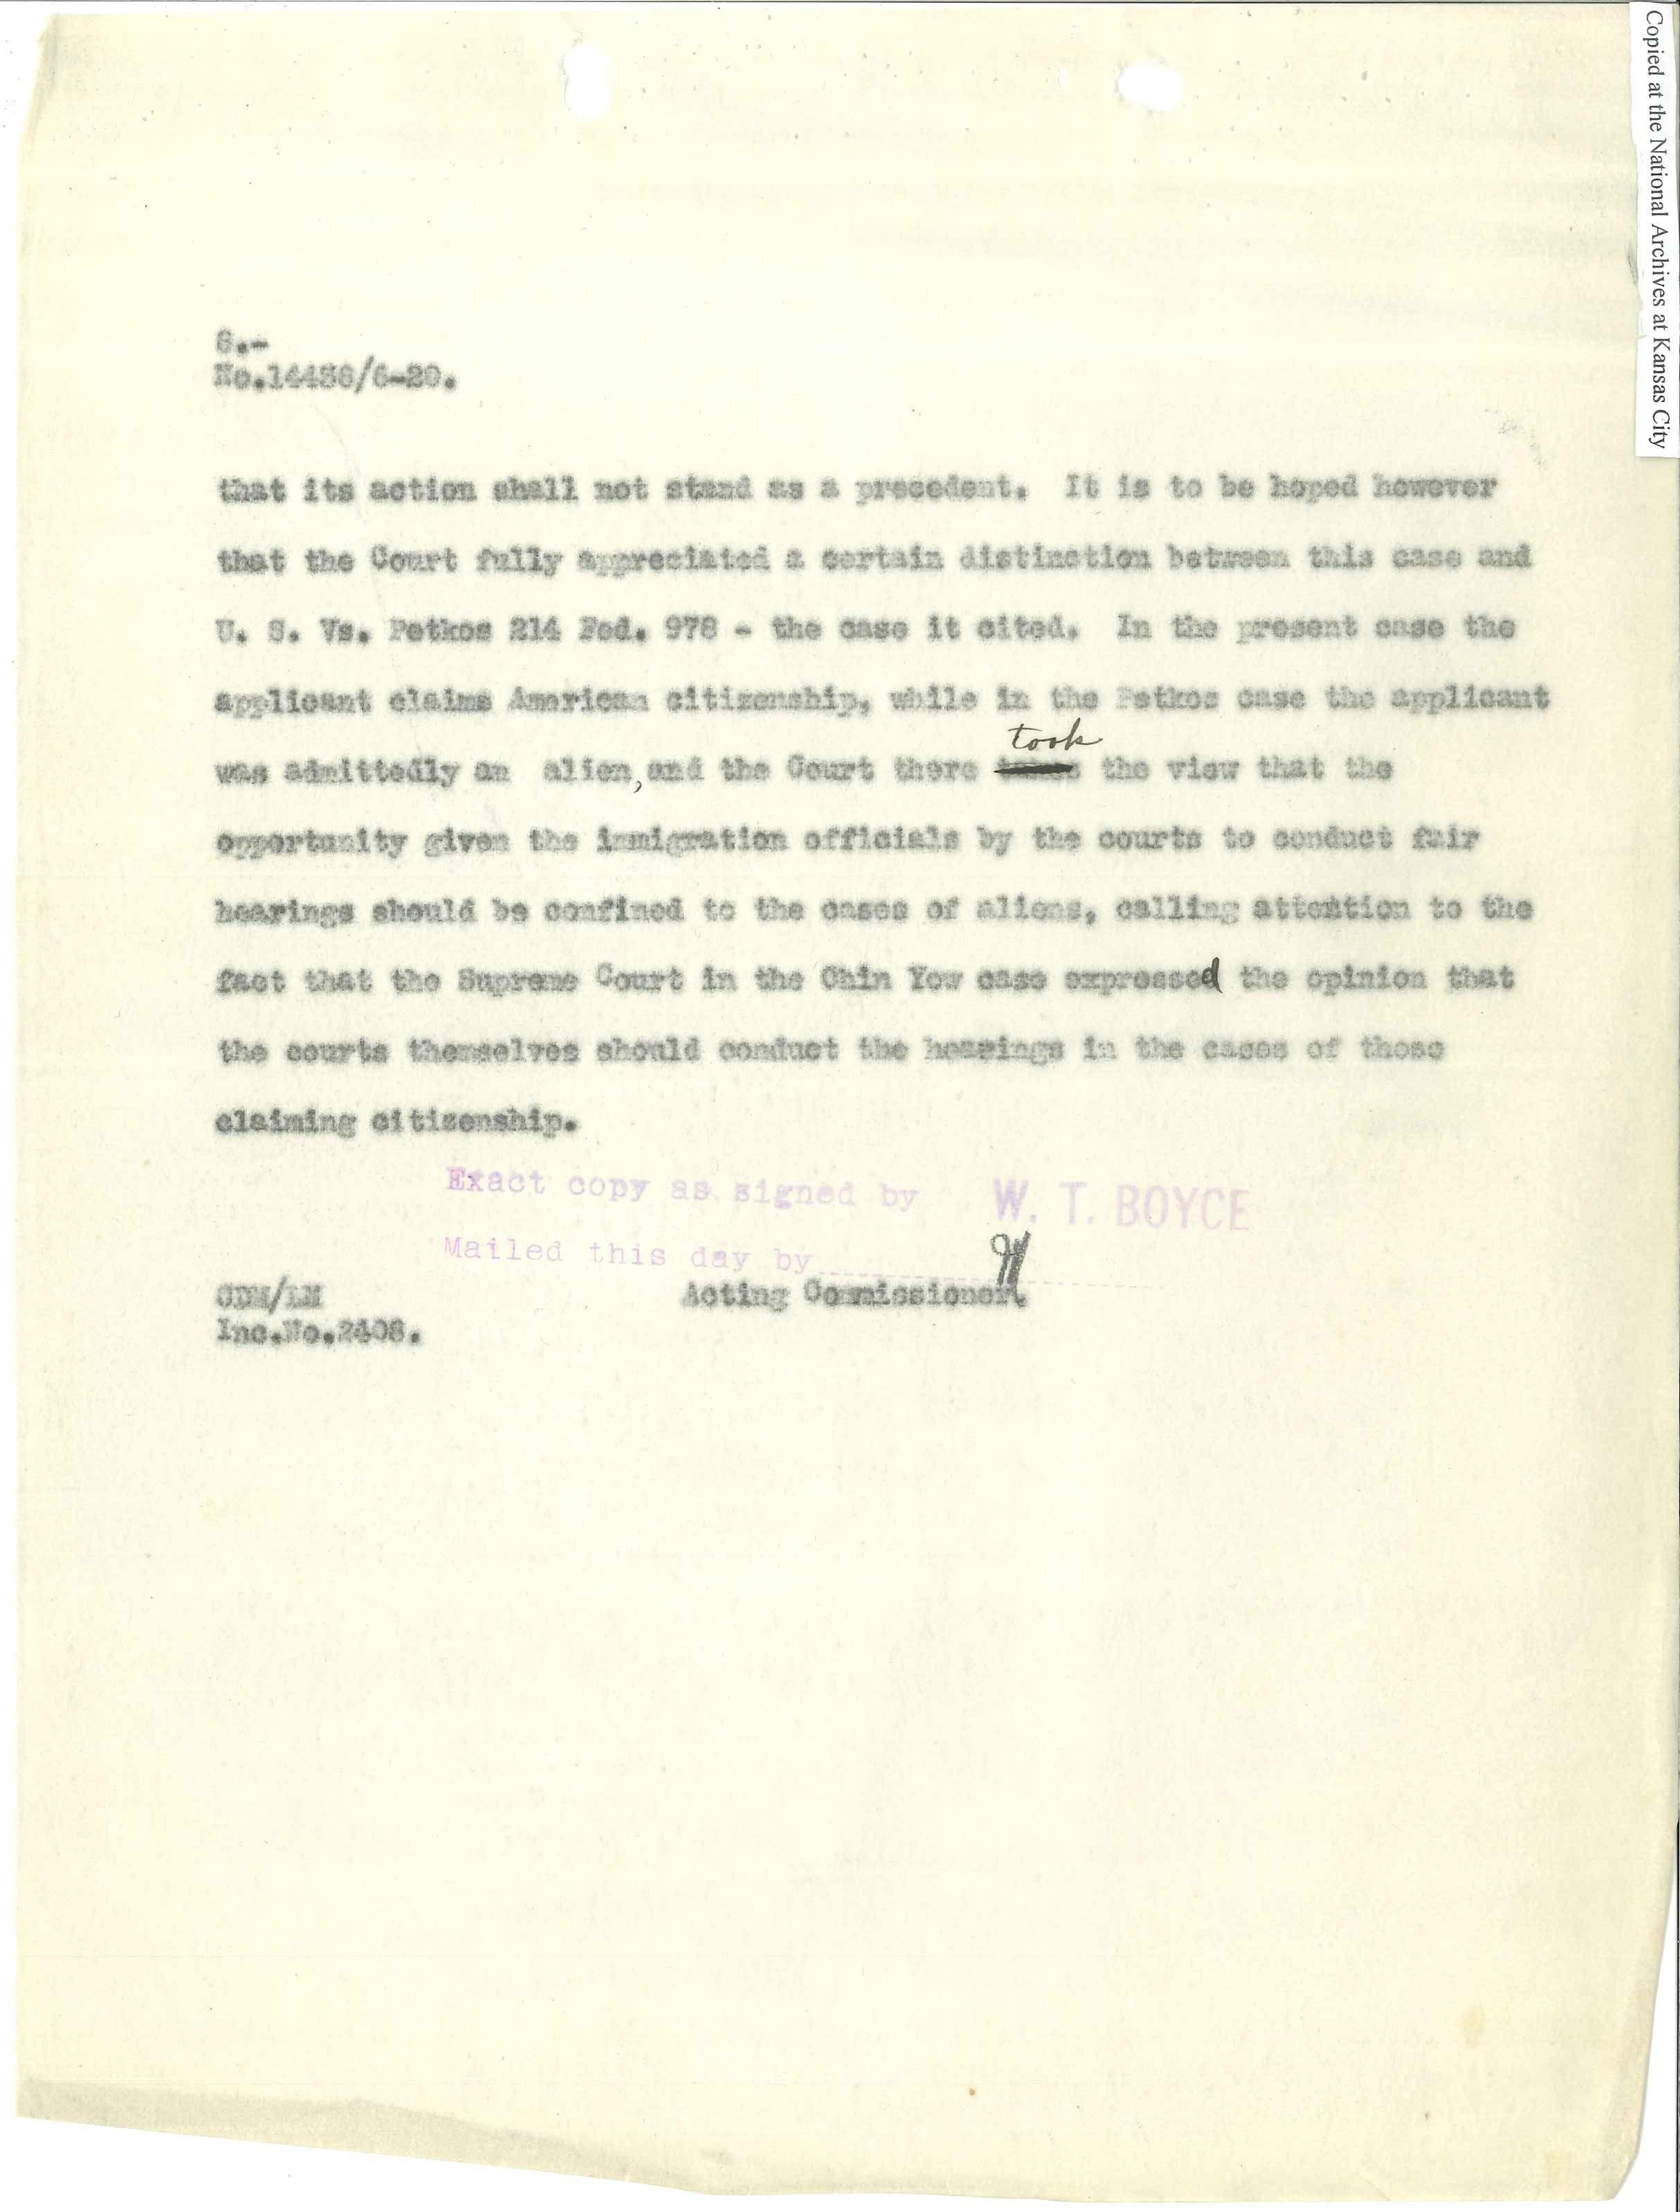 Copied at the National Archives at Kansas City
No.14436/6-20.
that its action shall not stand as a precedent. It is to be hoped however
that the Court fully appreciated a certain distinction between this case and
U. S. Vs. Petkos 214 Fed. 978 - the case it cited. In the present case the
applicant claims American citizenship, while in the Petkos case the applicant
took
was admittedly an alien, and the Court there the view that the
opportunity given the immigration officials by the courts to conduct fair
hearings should be confined to the cases of aliens, calling attention to the
fact that the Supreme Court in the Chin Yow case expressed the opinion that
the courts themselves should conduct the hearings in the cases of those
claiming citizenship.
Exact copy as signed by W. T. BOYCE
Mailed this day by
Acting Commissioner.
Inc.No.2408.